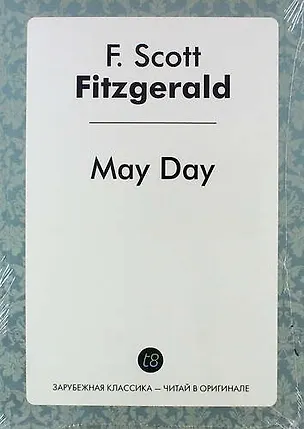 F. Scott
Fitzgerald
May Day
t8
ЗАРУБЕЖНАЯ КЛАССИКА – ЧИТАЙ В ОРИГИНАЛЕ